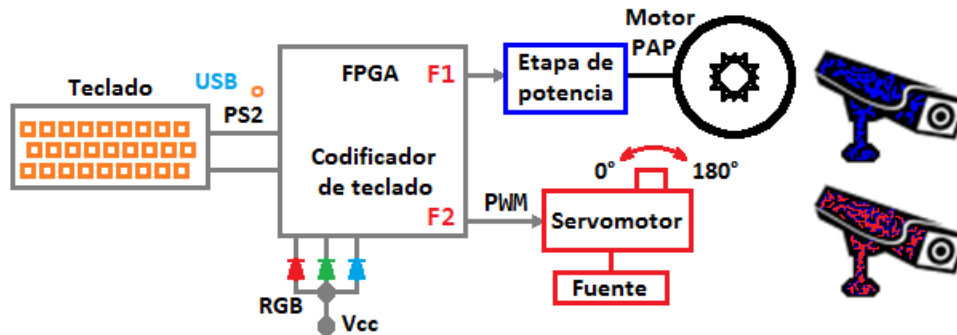 Teclado
USB
o
PS2
FPGA
F1
Codificador
de teclado
F2
RGB
Vcc
Etapa de
potencia
Motor
PAP
PWM
0°
180°
Servomotor
Fuente